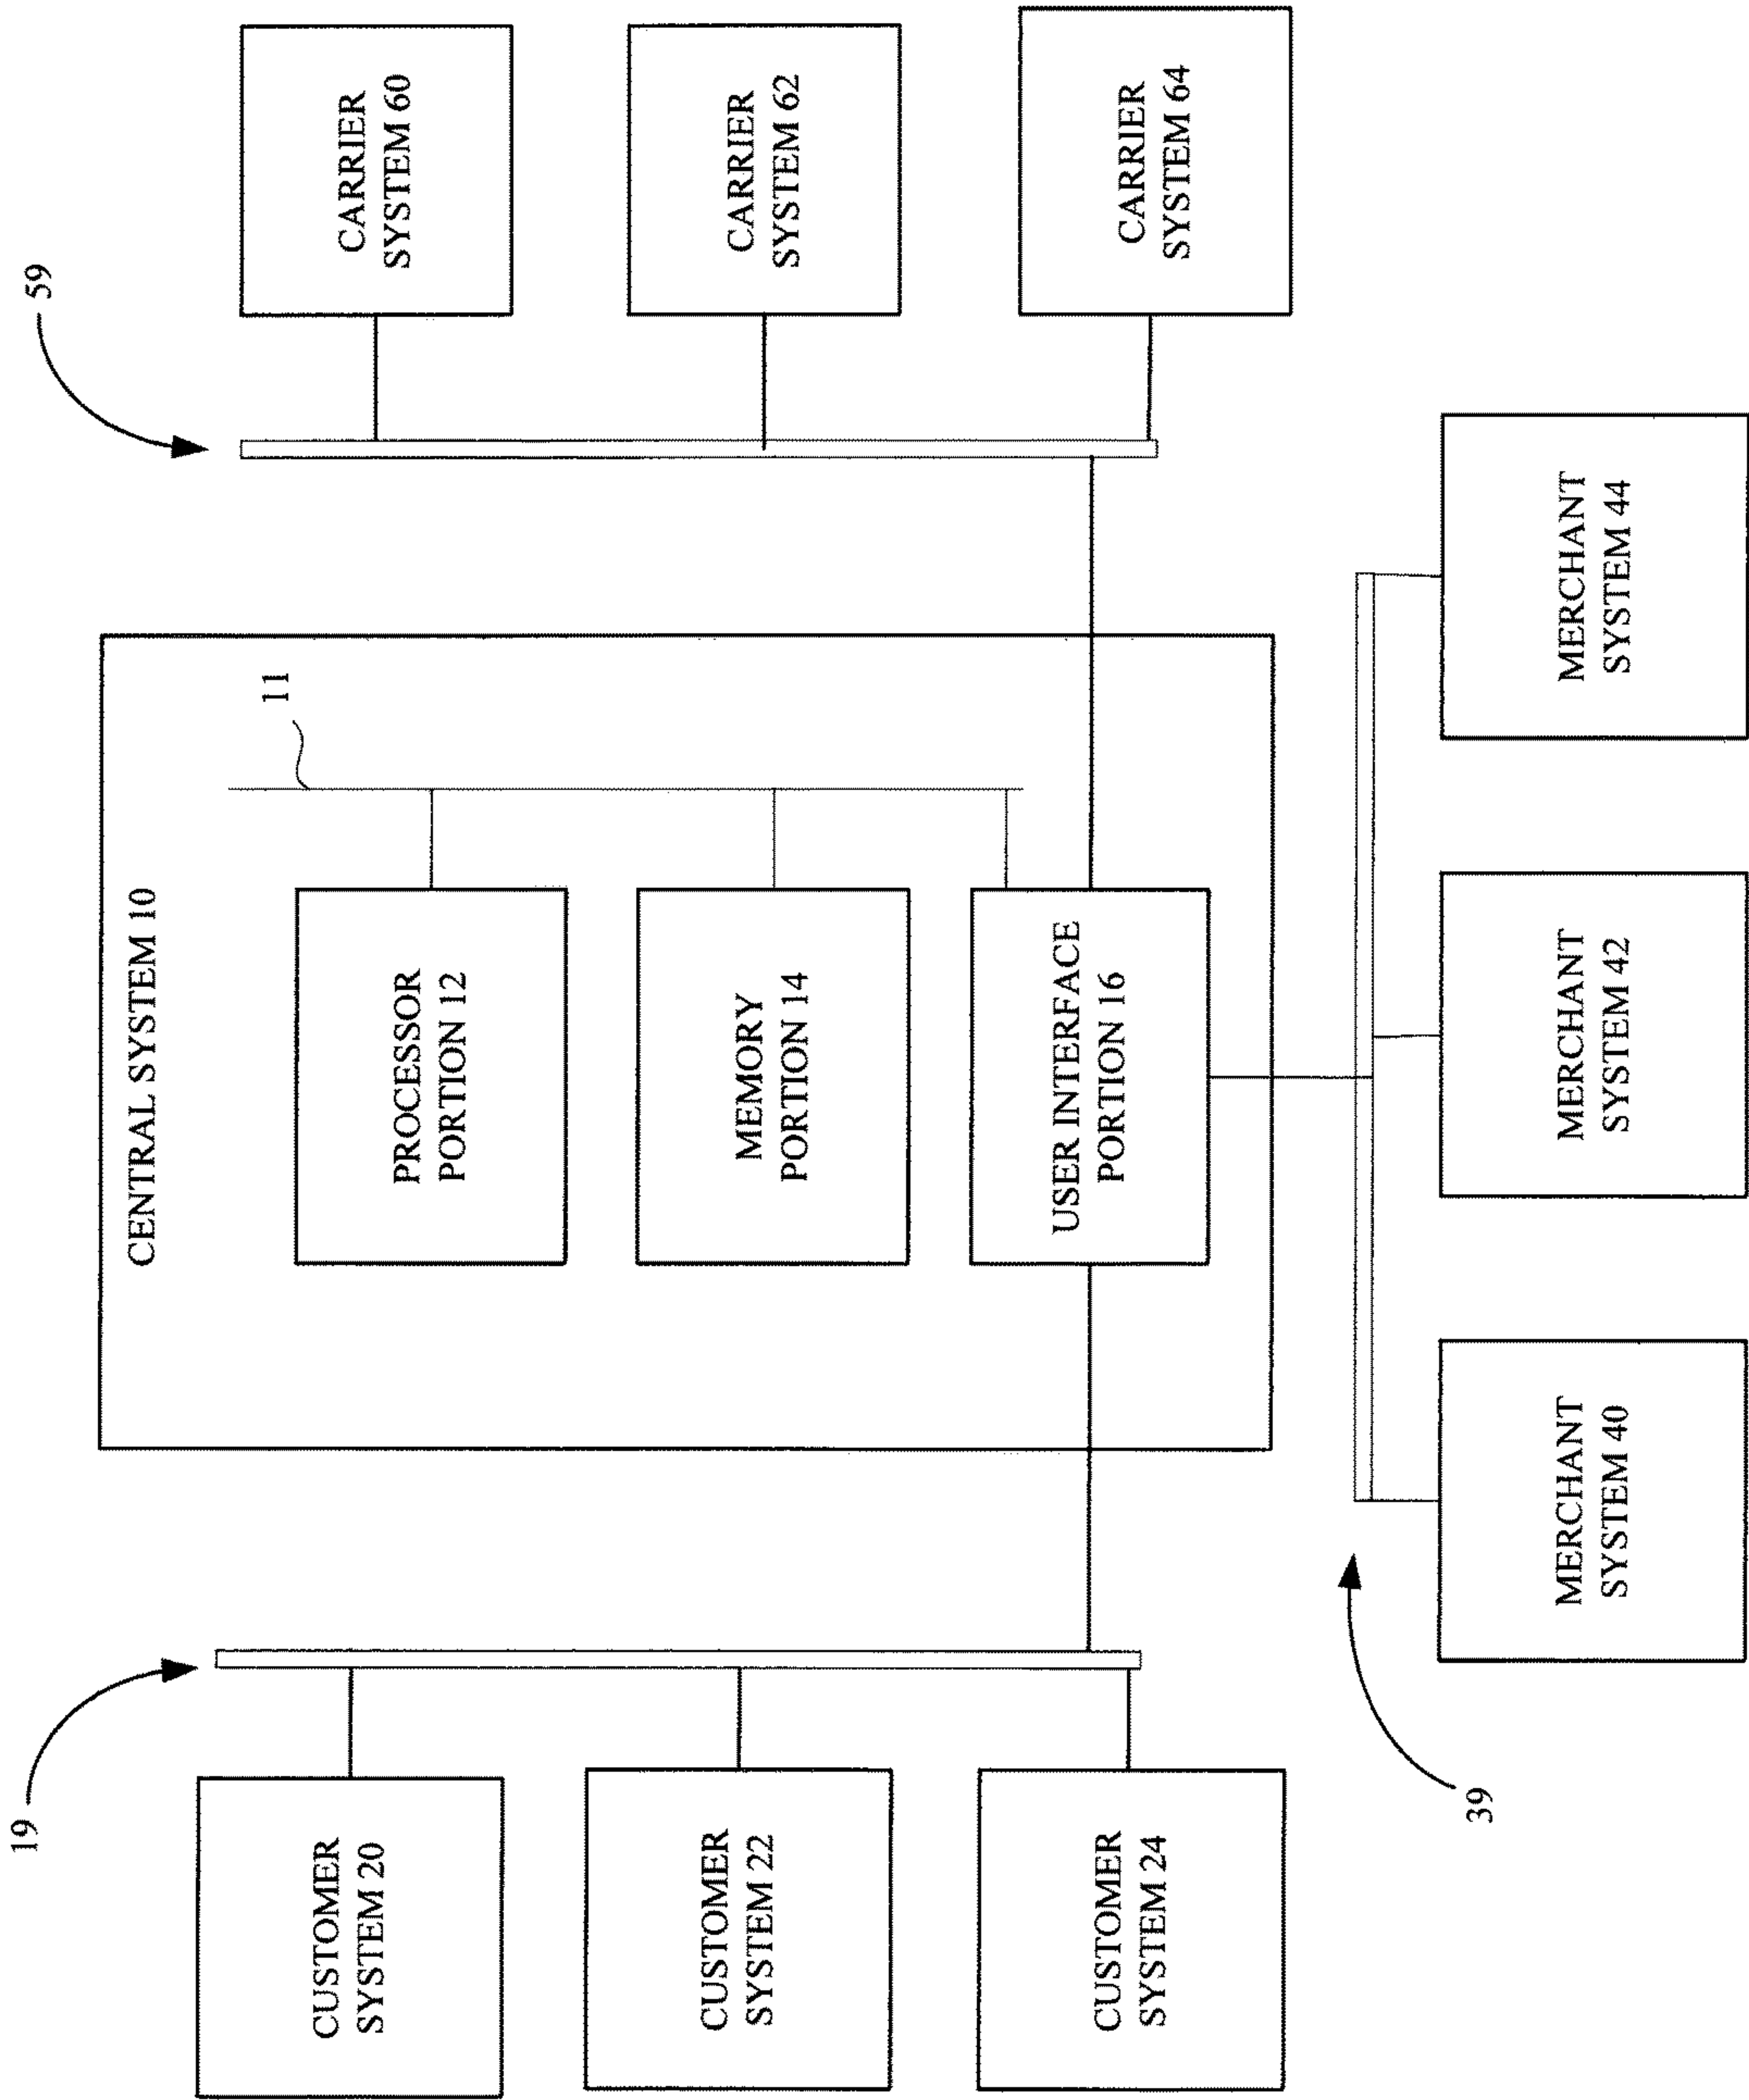 19
59
CUSTOMER
SYSTEM 20
CUSTOMER
SYSTEM 22
CUSTOMER
SYSTEM 24
CENTRAL SYSTEM 10
11
PROCESSOR
PORTION 12
MEMORY
PORTION 14
USER INTERFACE
PORTION 16
CARRIER
SYSTEM 60
CARRIER
SYSTEM 62
CARRIER
SYSTEM 64
39
MERCHANT
SYSTEM 40
MERCHANT
SYSTEM 42
MERCHANT
SYSTEM 44